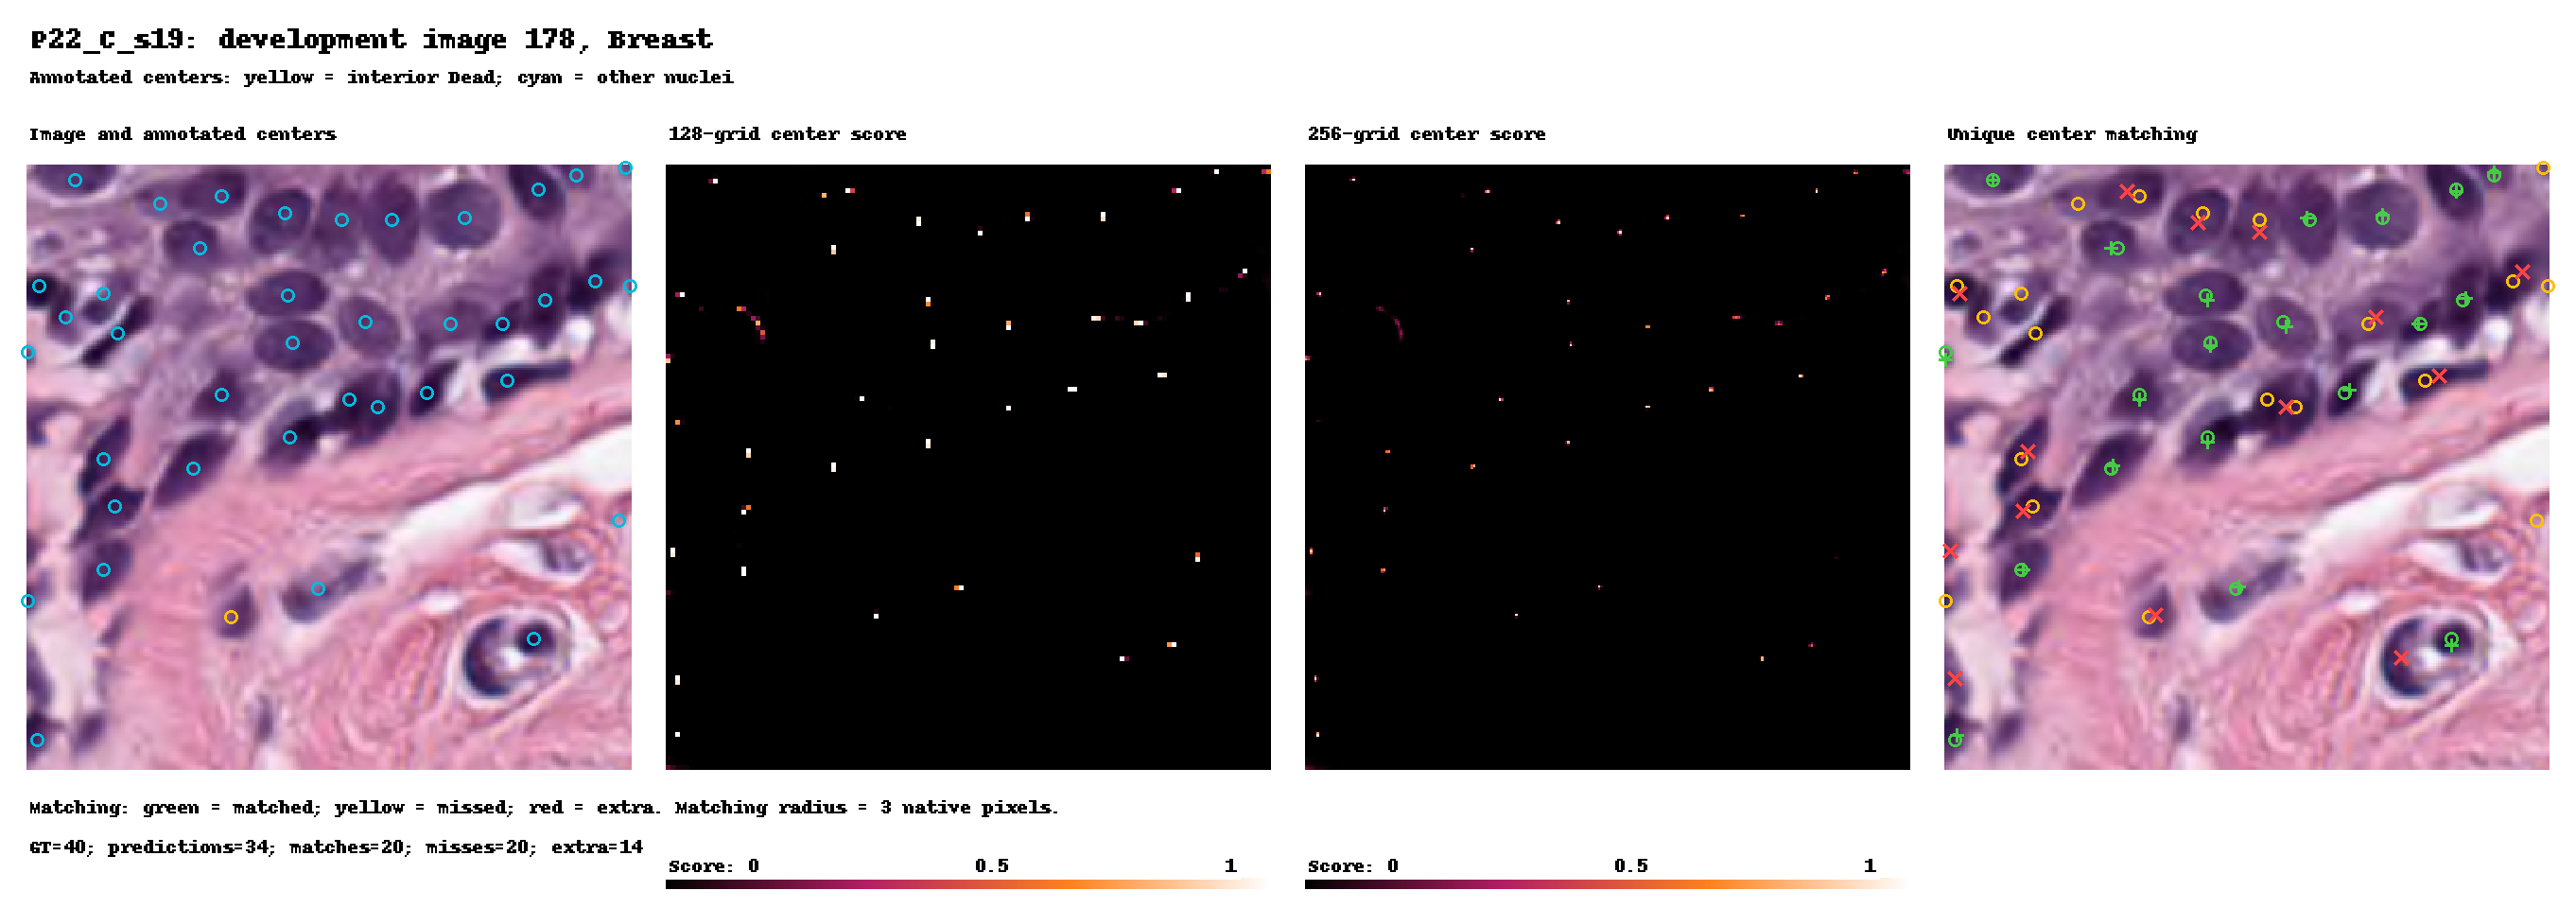 P22_C_s19: development image 178, Breast
Annotated centers: yellow = interior Dead; cyan = other nuclei
Image and annotated centers
128-grid center score
256-grid center score
Unique center matching
Matching: green = matched; yellow = missed; red = extra. Matching radius = 3 native pixels.
GT=40; predictions=34; matches=20; misses=20; extra=14
Score: 0 0.5 1
Score: 0 0.5 1